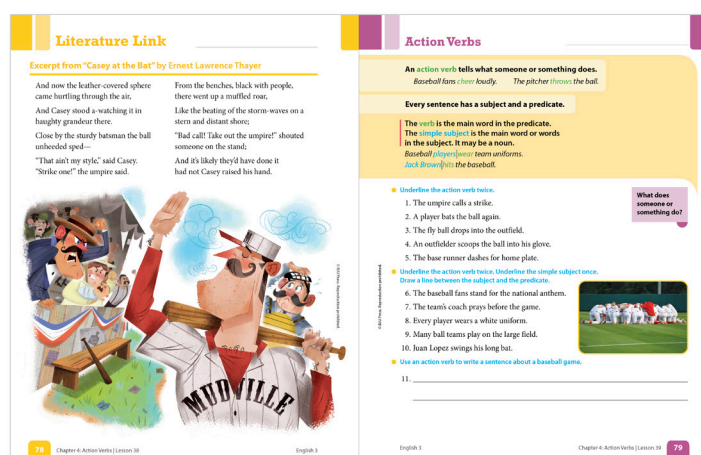 Literature Link
Excerpt from "Casey at the Bat" by Ernest Lawrence Thayer
And now the leather-covered sphere
came hurtling through the air,
And Casey stood a-watching it in
haughty grandeur there.
Close by the sturdy batsman the ball
unheeded sped—
"That ain't my style," said Casey.
"Strike one!" the umpire said.
From the benches, black with people,
there went up a muffled roar,
Like the beating of the storm-waves on a
stern and distant shore;
"Bad call! Take out the umpire!" shouted
someone on the stand;
And it's likely they'd have done it
had not Casey raised his hand.
MUDVILLE
78
Chapter 4: Action Verbs | Lesson 39
English 3
Action Verbs
An action verb tells what someone or something does.
Baseball fans cheer loudly. The pitcher throws the ball.
Every sentence has a subject and a predicate.
The verb is the main word in the predicate.
The simple subject is the main word or words
in the subject. It may be a noun.
Baseball players|wear team uniforms.
Jack Brown|hits the baseball.
Underline the action verb twice.
What does
someone or
something do?
1. The umpire calls a strike.
2. A player bats the ball again.
3. The fly ball drops into the outfield.
4. An outfielder scoops the ball into his glove.
5. The base runner dashes for home plate.
Underline the action verb twice. Underline the simple subject once.
Draw a line between the subject and the predicate.
6. The baseball fans stand for the national anthem.
7. The team's coach prays before the game.
8. Every player wears a white uniform.
9. Many ball teams play on the large field.
10. Juan Lopez swings his long bat.
Use an action verb to write a sentence about a baseball game.
11.
English 3
Chapter 4: Action Verbs | Lesson 39
79